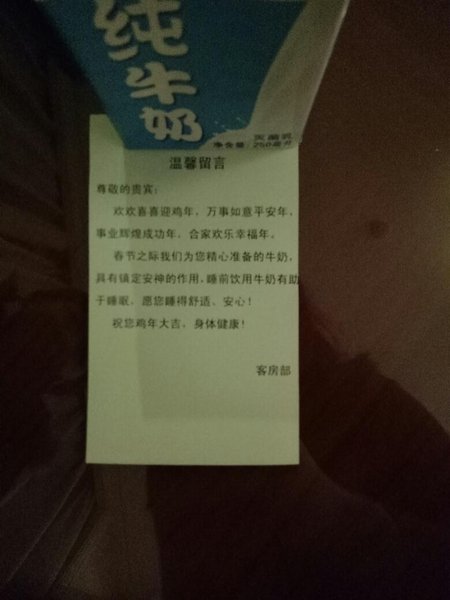 纯牛奶
灭菌乳
净含量：250毫升
温馨留言
尊敬的贵宾：
欢欢喜喜迎鸡年，万事如意平安年，
事业辉煌成功年，合家欢乐幸福年。
春节之际我们为您精心准备的牛奶，
具有镇定安神的作用，睡前饮用牛奶有助
于睡眠，愿您睡得舒适、安心！
祝您鸡年大吉，身体健康！
客房部